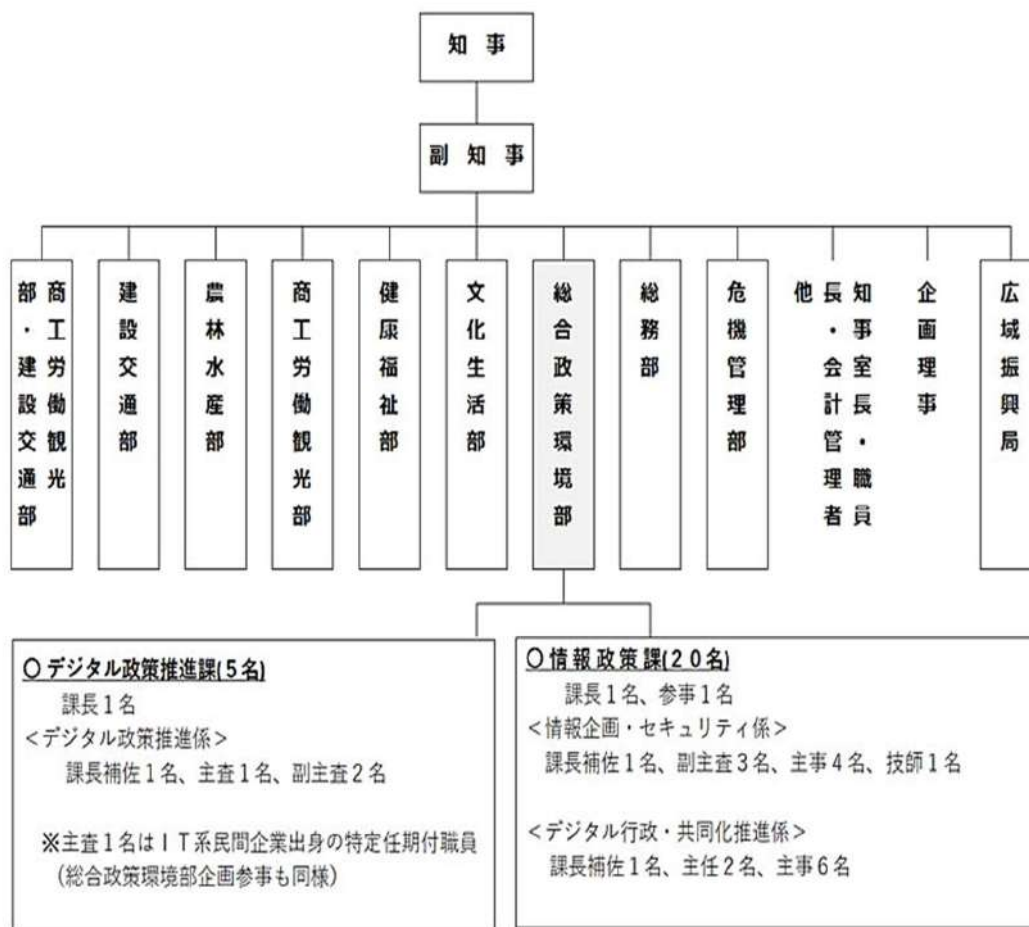 知事
副知事
商工労働観光
部・建設交通部
建設交通部
農林水産部
商工労働観光部
健康福祉部
文化生活部
総合政策環境部
総務部
危機管理部
知事室長・職員
長・会計管理者
他
企画理事
広域振興局
〇デジタル政策推進課(5名)
課長1名
<デジタル政策推進係>
課長補佐1名、主査1名、副主査2名
※主査1名はIT系民間企業出身の特定任期付職員
(総合政策環境部企画参事も同様)
〇情報政策課(20名)
課長1名、参事1名
<情報企画・セキュリティ係>
課長補佐1名、副主査3名、主事4名、技師1名
<デジタル行政・共同化推進係>
課長補佐1名、主任2名、主事6名